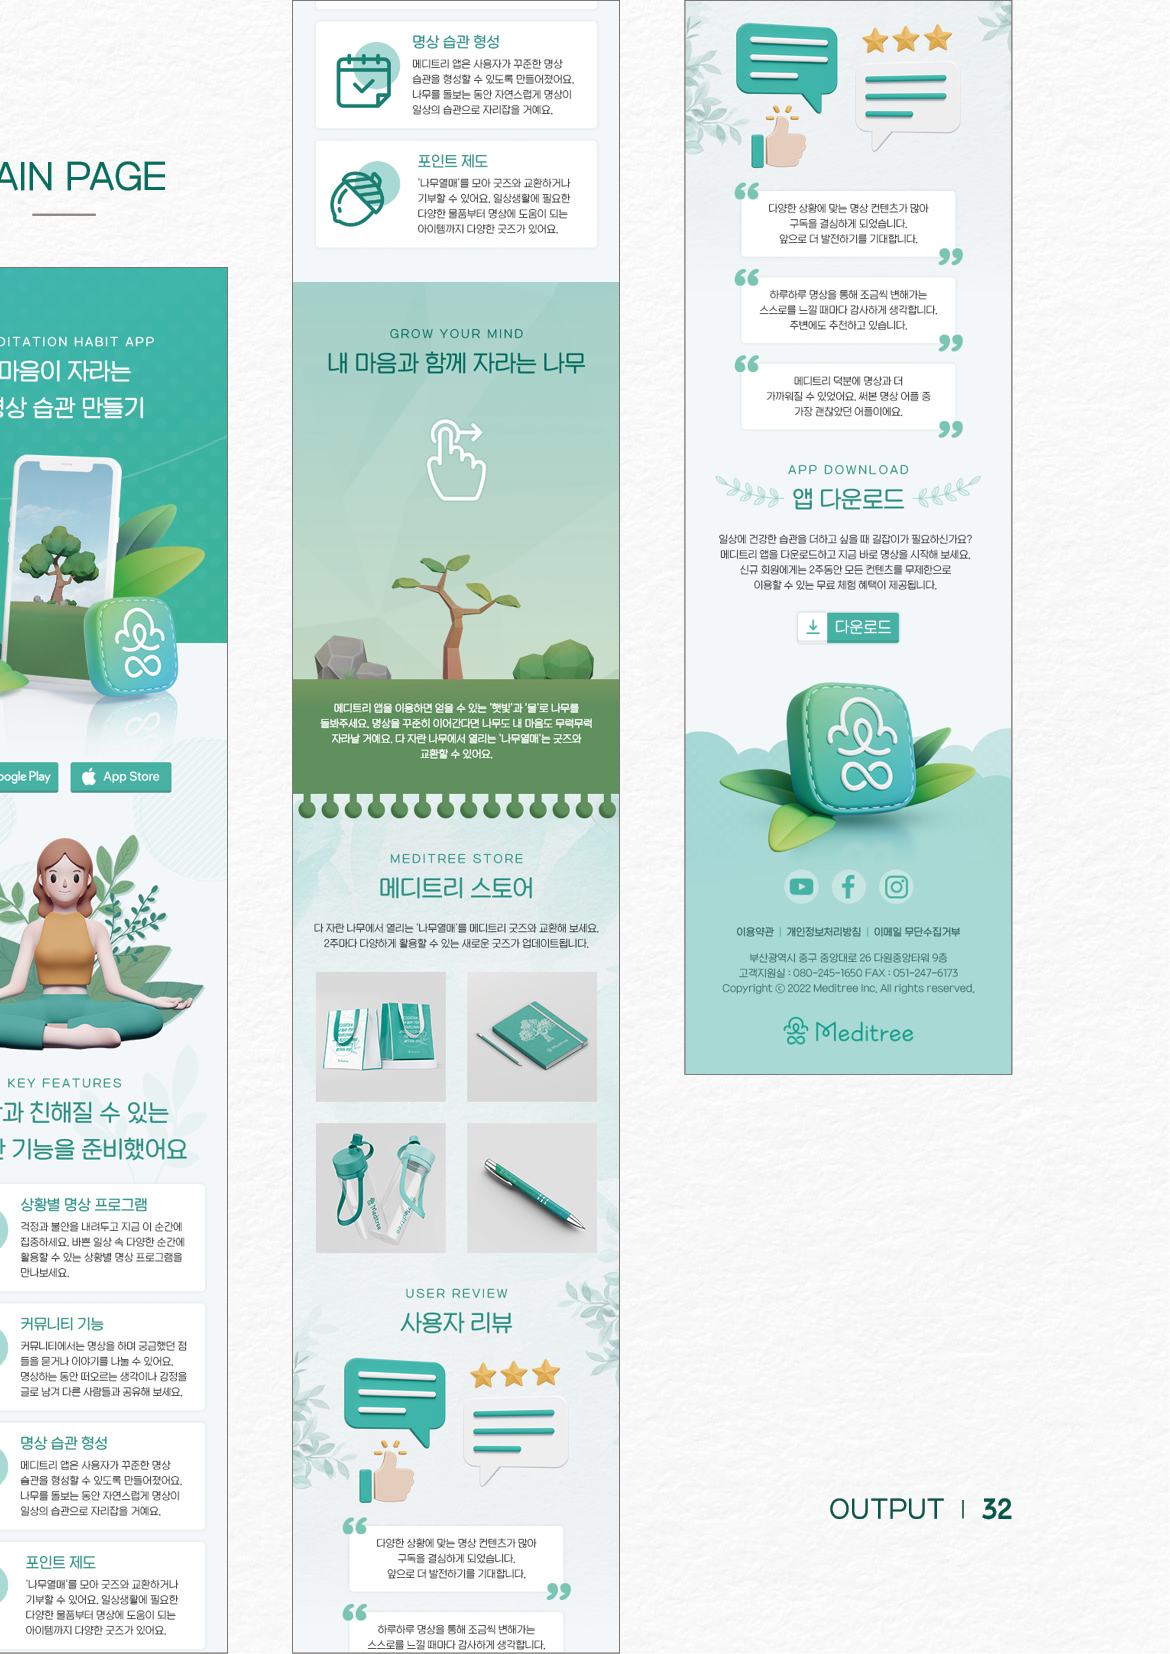 AIN PAGE
DITATION HABIT APP
마음이 자라는
명상 습관 만들기
oogle Play
App Store
KEY FEATURES
과 친해질 수 있는
기능을 준비했어요
상황별 명상 프로그램
걱정과 불안을 내려두고 지금 이 순간에
집중하세요. 바쁜 일상 속 다양한 순간에
활용할 수 있는 상황별 명상 프로그램을
만나보세요.
커뮤니티 기능
커뮤니티에서는 명상을 하며 궁금했던 점
들을 묻거나 이야기를 나눌 수 있어요.
명상하는 동안 떠오르는 생각이나 감정을
글로 남겨 다른 사람들과 공유해 보세요.
명상 습관 형성
메디트리 앱은 사용자가 꾸준한 명상
습관을 형성할 수 있도록 만들어졌어요.
나무를 돌보는 동안 자연스럽게 명상이
일상의 습관으로 자리잡을 거예요.
포인트 제도
'나무열매'를 모아 굿즈와 교환하거나
기부할 수 있어요. 일상생활에 필요한
다양한 물품부터 명상에 도움이 되는
아이템까지 다양한 굿즈가 있어요.
명상 습관 형성
메디트리 앱은 사용자가 꾸준한 명상
습관을 형성할 수 있도록 만들어졌어요.
나무를 돌보는 동안 자연스럽게 명상이
일상의 습관으로 자리잡을 거예요.
포인트 제도
'나무열매'를 모아 굿즈와 교환하거나
기부할 수 있어요. 일상생활에 필요한
다양한 물품부터 명상에 도움이 되는
아이템까지 다양한 굿즈가 있어요.
GROW YOUR MIND
내 마음과 함께 자라는 나무
메디트리 앱을 이용하면 얻을 수 있는 '햇빛'과 '물'로 나무를
돌봐주세요. 명상을 꾸준히 이어간다면 나무도 내 마음도 무럭무럭
자라날 거예요. 다 자란 나무에서 열리는 '나무열매'는 굿즈와
교환할 수 있어요.
MEDITREE STORE
메디트리 스토어
다 자란 나무에서 열리는 '나무열매'를 메디트리 굿즈와 교환해 보세요.
2주마다 다양하게 활용할 수 있는 새로운 굿즈가 업데이트됩니다.
Meditree
Meditree
USER REVIEW
사용자 리뷰
다양한 상황에 맞는 명상 컨텐츠가 많아
구독을 결심하게 되었습니다.
앞으로 더 발전하기를 기대합니다.
하루하루 명상을 통해 조금씩 변해가는
스스로를 느낄 때마다 감사하게 생각합니다.
다양한 상황에 맞는 명상 컨텐츠가 많아
구독을 결심하게 되었습니다.
앞으로 더 발전하기를 기대합니다.
하루하루 명상을 통해 조금씩 변해가는
스스로를 느낄 때마다 감사하게 생각합니다.
주변에도 추천하고 있습니다.
메디트리 덕분에 명상과 더
가까워질 수 있었어요. 써본 명상 어플 중
가장 괜찮았던 어플이에요.
APP DOWNLOAD
앱 다운로드
일상에 건강한 습관을 더하고 싶을 때 길잡이가 필요하신가요?
메디트리 앱을 다운로드하고 지금 바로 명상을 시작해 보세요.
신규 회원에게는 2주동안 모든 컨텐츠를 무제한으로
이용할 수 있는 무료 체험 혜택이 제공됩니다.
다운로드
이용약관 | 개인정보처리방침 | 이메일 무단수집거부
부산광역시 중구 중앙대로 26 다원중앙타워 9층
고객지원실 : 080-245-1650 FAX : 051-247-6173
Copyright ⓒ 2022 Meditree Inc. All rights reserved.
Meditree
OUTPUT | 32